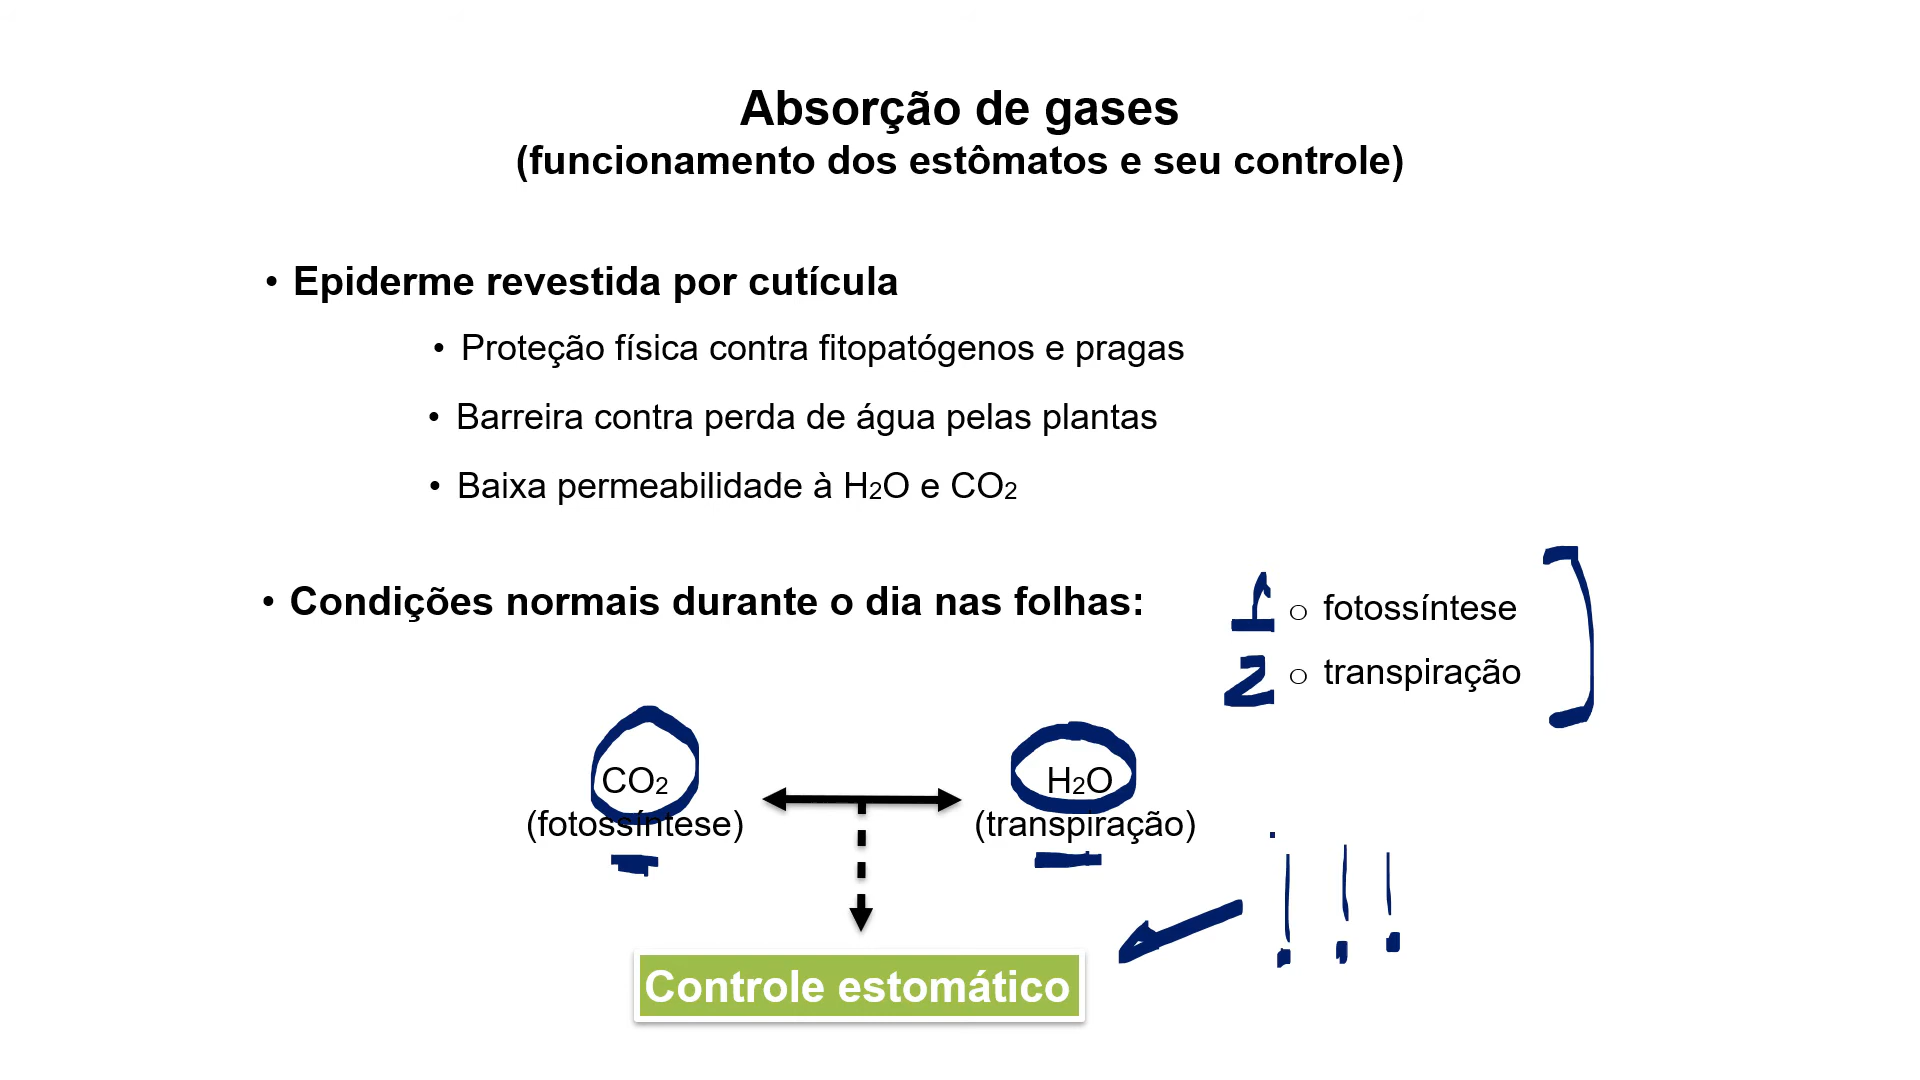 Absorção de gases
(funcionamento dos estômatos e seu controle)
• Epiderme revestida por cutícula
• Proteção física contra fitopatógenos e pragas
• Barreira contra perda de água pelas plantas
• Baixa permeabilidade à H2O e CO2
• Condições normais durante o dia nas folhas:
1 o fotossíntese
2 o transpiração
CO2
(fotossíntese)
H2O
(transpiração)
! ! !
Controle estomático